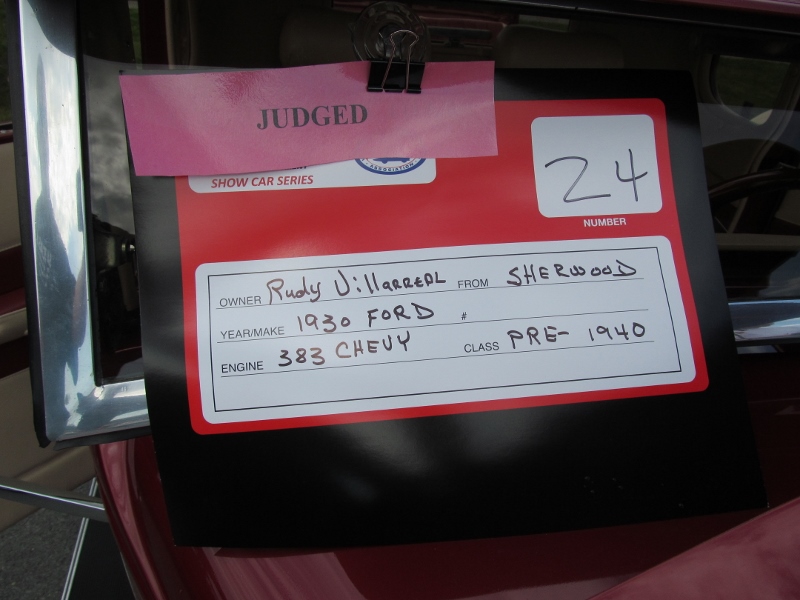 JUDGED
ASSOCIATION
SHOW CAR SERIES
24
NUMBER
OWNER Rudy Villarreal FROM SHERWOOD
YEAR/MAKE 1930 FORD #
ENGINE 383 CHEVY CLASS PRE-1940